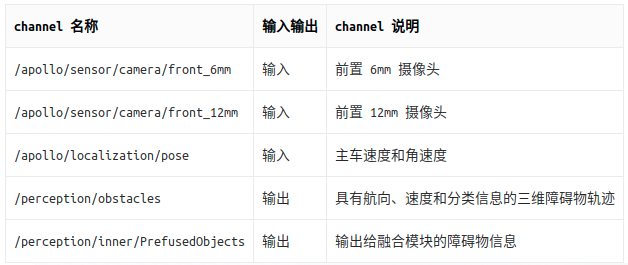 channel 名称 输入输出 channel 说明
/apollo/sensor/camera/front_6mm 输入 前置 6mm 摄像头
/apollo/sensor/camera/front_12mm 输入 前置 12mm 摄像头
/apollo/localization/pose 输入 主车速度和角速度
/perception/obstacles 输出 具有航向、速度和分类信息的三维障碍物轨迹
/perception/inner/PrefusedObjects 输出 输出给融合模块的障碍物信息